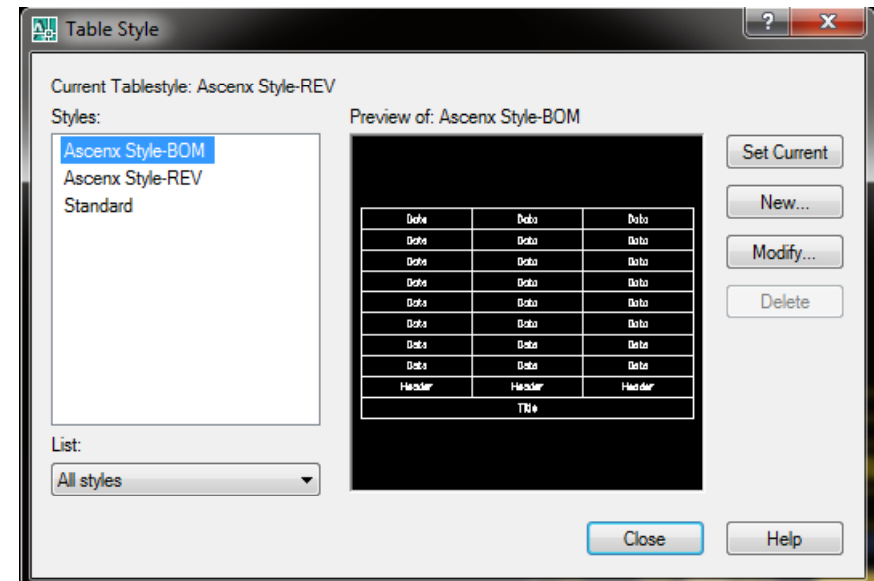 Table Style
Current Tablestyle: Ascenx Style-REV
Styles:
Ascenx Style-BOM
Ascenx Style-REV
Standard
List:
All styles
Preview of: Ascenx Style-BOM
Data Data Data
Data Data Data
Data Data Data
Data Data Data
Data Data Data
Data Data Data
Data Data Data
Data Data Data
Header Header Header
Title
Set Current
New...
Modify...
Delete
Close
Help